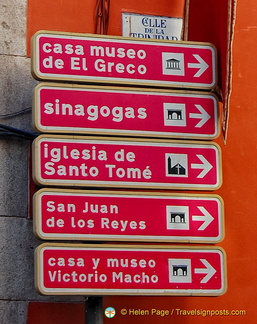 CALLE
DE LA
TRINIDAD
casa museo
de El Greco
sinagogas
iglesia de
Santo Tomé
San Juan
de los Reyes
casa y museo
Victorio Macho
© Helen Page / Travelsignposts.com